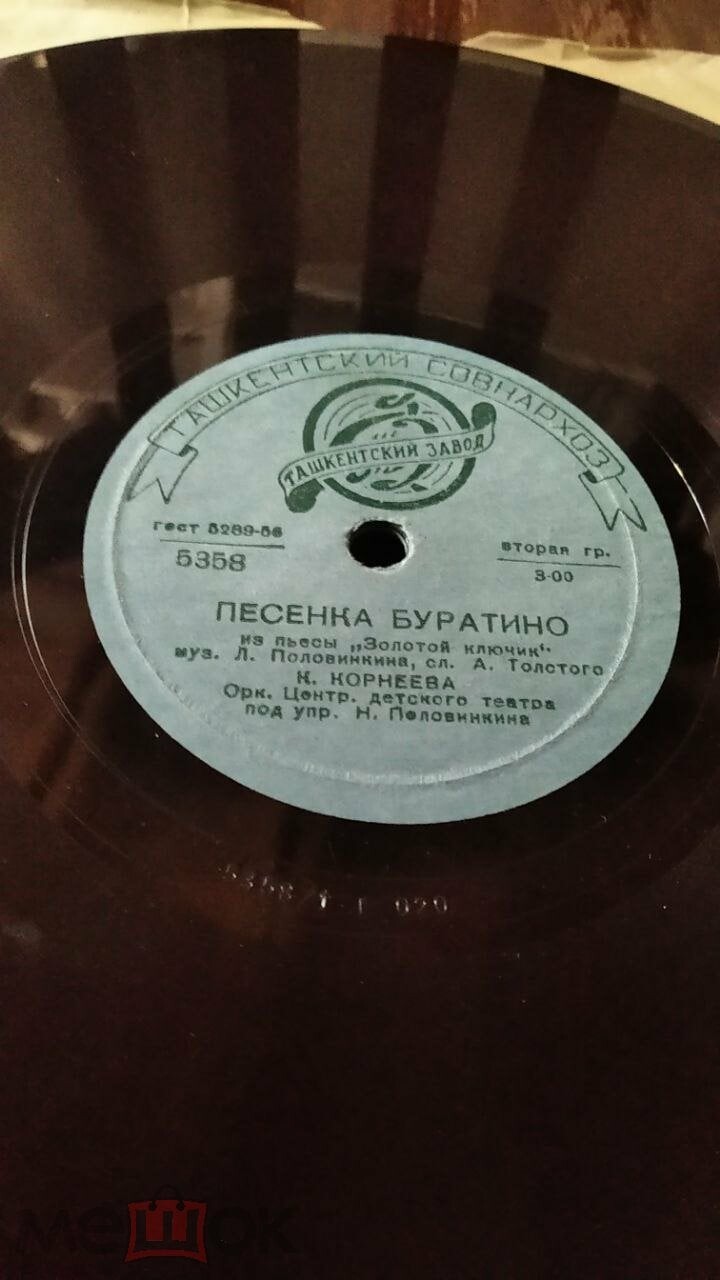 ТАШКЕНТСКИЙ СОВНАРХОЗ
ТАШКЕНТСКИЙ ЗАВОД
гост 5289-56
5358
вторая гр.
3-00
ПЕСЕНКА БУРАТИНО
из пьесы „Золотой ключик“
муз. Л. Половинкина, сл. А. Толстого
К. КОРНЕЕВА
Орк. Центр. детского театра
под упр. Н. Половинкина
5358
мешок